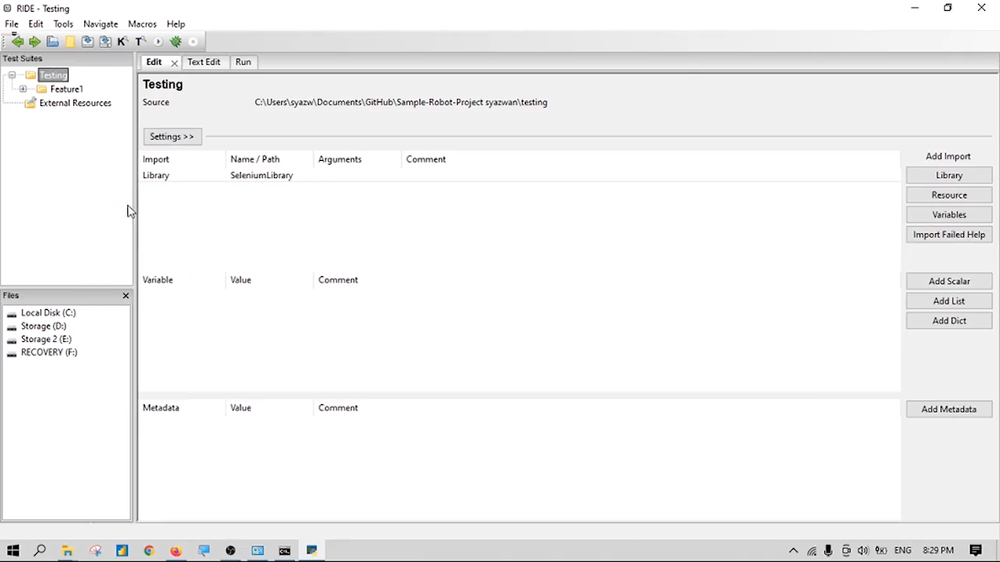 RIDE - Testing
File Edit Tools Navigate Macros Help
Test Suites
Testing
Feature1
External Resources
Files
Local Disk (C:)
Storage (D:)
Storage 2 (E:)
RECOVERY (F:)
Edit Text Edit Run
Testing
Source C:\Users\syazw\Documents\GitHub\Sample-Robot-Project syazwan\testing
Settings >>
Import Name / Path Arguments Comment
Library SeleniumLibrary
Add Import
Library
Resource
Variables
Import Failed Help
Variable Value Comment
Add Scalar
Add List
Add Dict
Metadata Value Comment
Add Metadata
ENG 8:29 PM